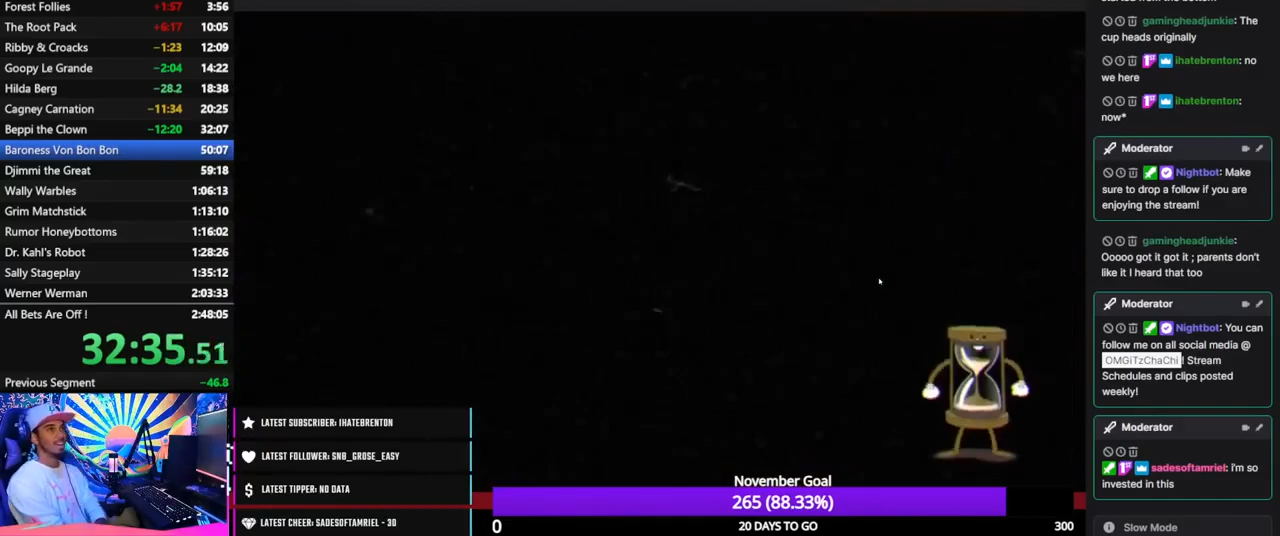 Forest Follies +1:57 3:56
The Root Pack +6:17 10:05
Ribby & Croacks −1:23 12:09
Goopy Le Grande −2:04 14:22
Hilda Berg −28.2 18:38
Cagney Carnation −11:34 20:25
Beppi the Clown −12:20 32:07
Baroness Von Bon Bon 50:07
Djimmi the Great 59:18
Wally Warbles 1:06:13
Grim Matchstick 1:13:10
Rumor Honeybottoms 1:16:02
Dr. Kahl's Robot 1:28:26
Sally Stageplay 1:35:12
Werner Werman 2:03:33
All Bets Are Off ! 2:48:05
32:35.51
Previous Segment −46.8
LATEST SUBSCRIBER: IHATEBRENTON
LATEST FOLLOWER: SNB_GROSE_EASY
LATEST TIPPER: NO DATA
LATEST CHEER: SADESOFTAMRIEL - 30
November Goal
265 (88.33%)
0 20 DAYS TO GO 300
gamingheadjunkie: The
cup heads originally
ihatebrenton: no
we here
ihatebrenton:
now*
Moderator
Nightbot: Make
sure to drop a follow if you are
enjoying the stream!
gamingheadjunkie:
Ooooo got it got it ; parents don't
like it I heard that too
Moderator
Nightbot: You can
follow me on all social media @
OMGiTzChaChi! Stream
Schedules and clips posted
weekly!
Moderator
sadesoftamriel: i'm so
invested in this
Slow Mode